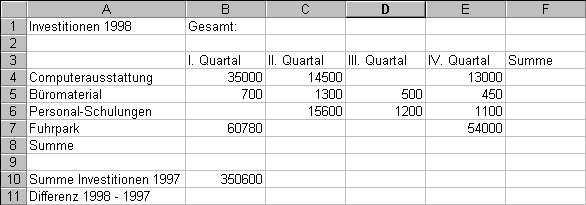 A B C D E F
1 Investitionen 1998 Gesamt:
2
3 I. Quartal II. Quartal III. Quartal IV. Quartal Summe
4 Computerausstattung 35000 14500 13000
5 Büromaterial 700 1300 500 450
6 Personal-Schulungen 15600 1200 1100
7 Fuhrpark 60780 54000
8 Summe
9
10 Summe Investitionen 1997 350600
11 Differenz 1998 - 1997